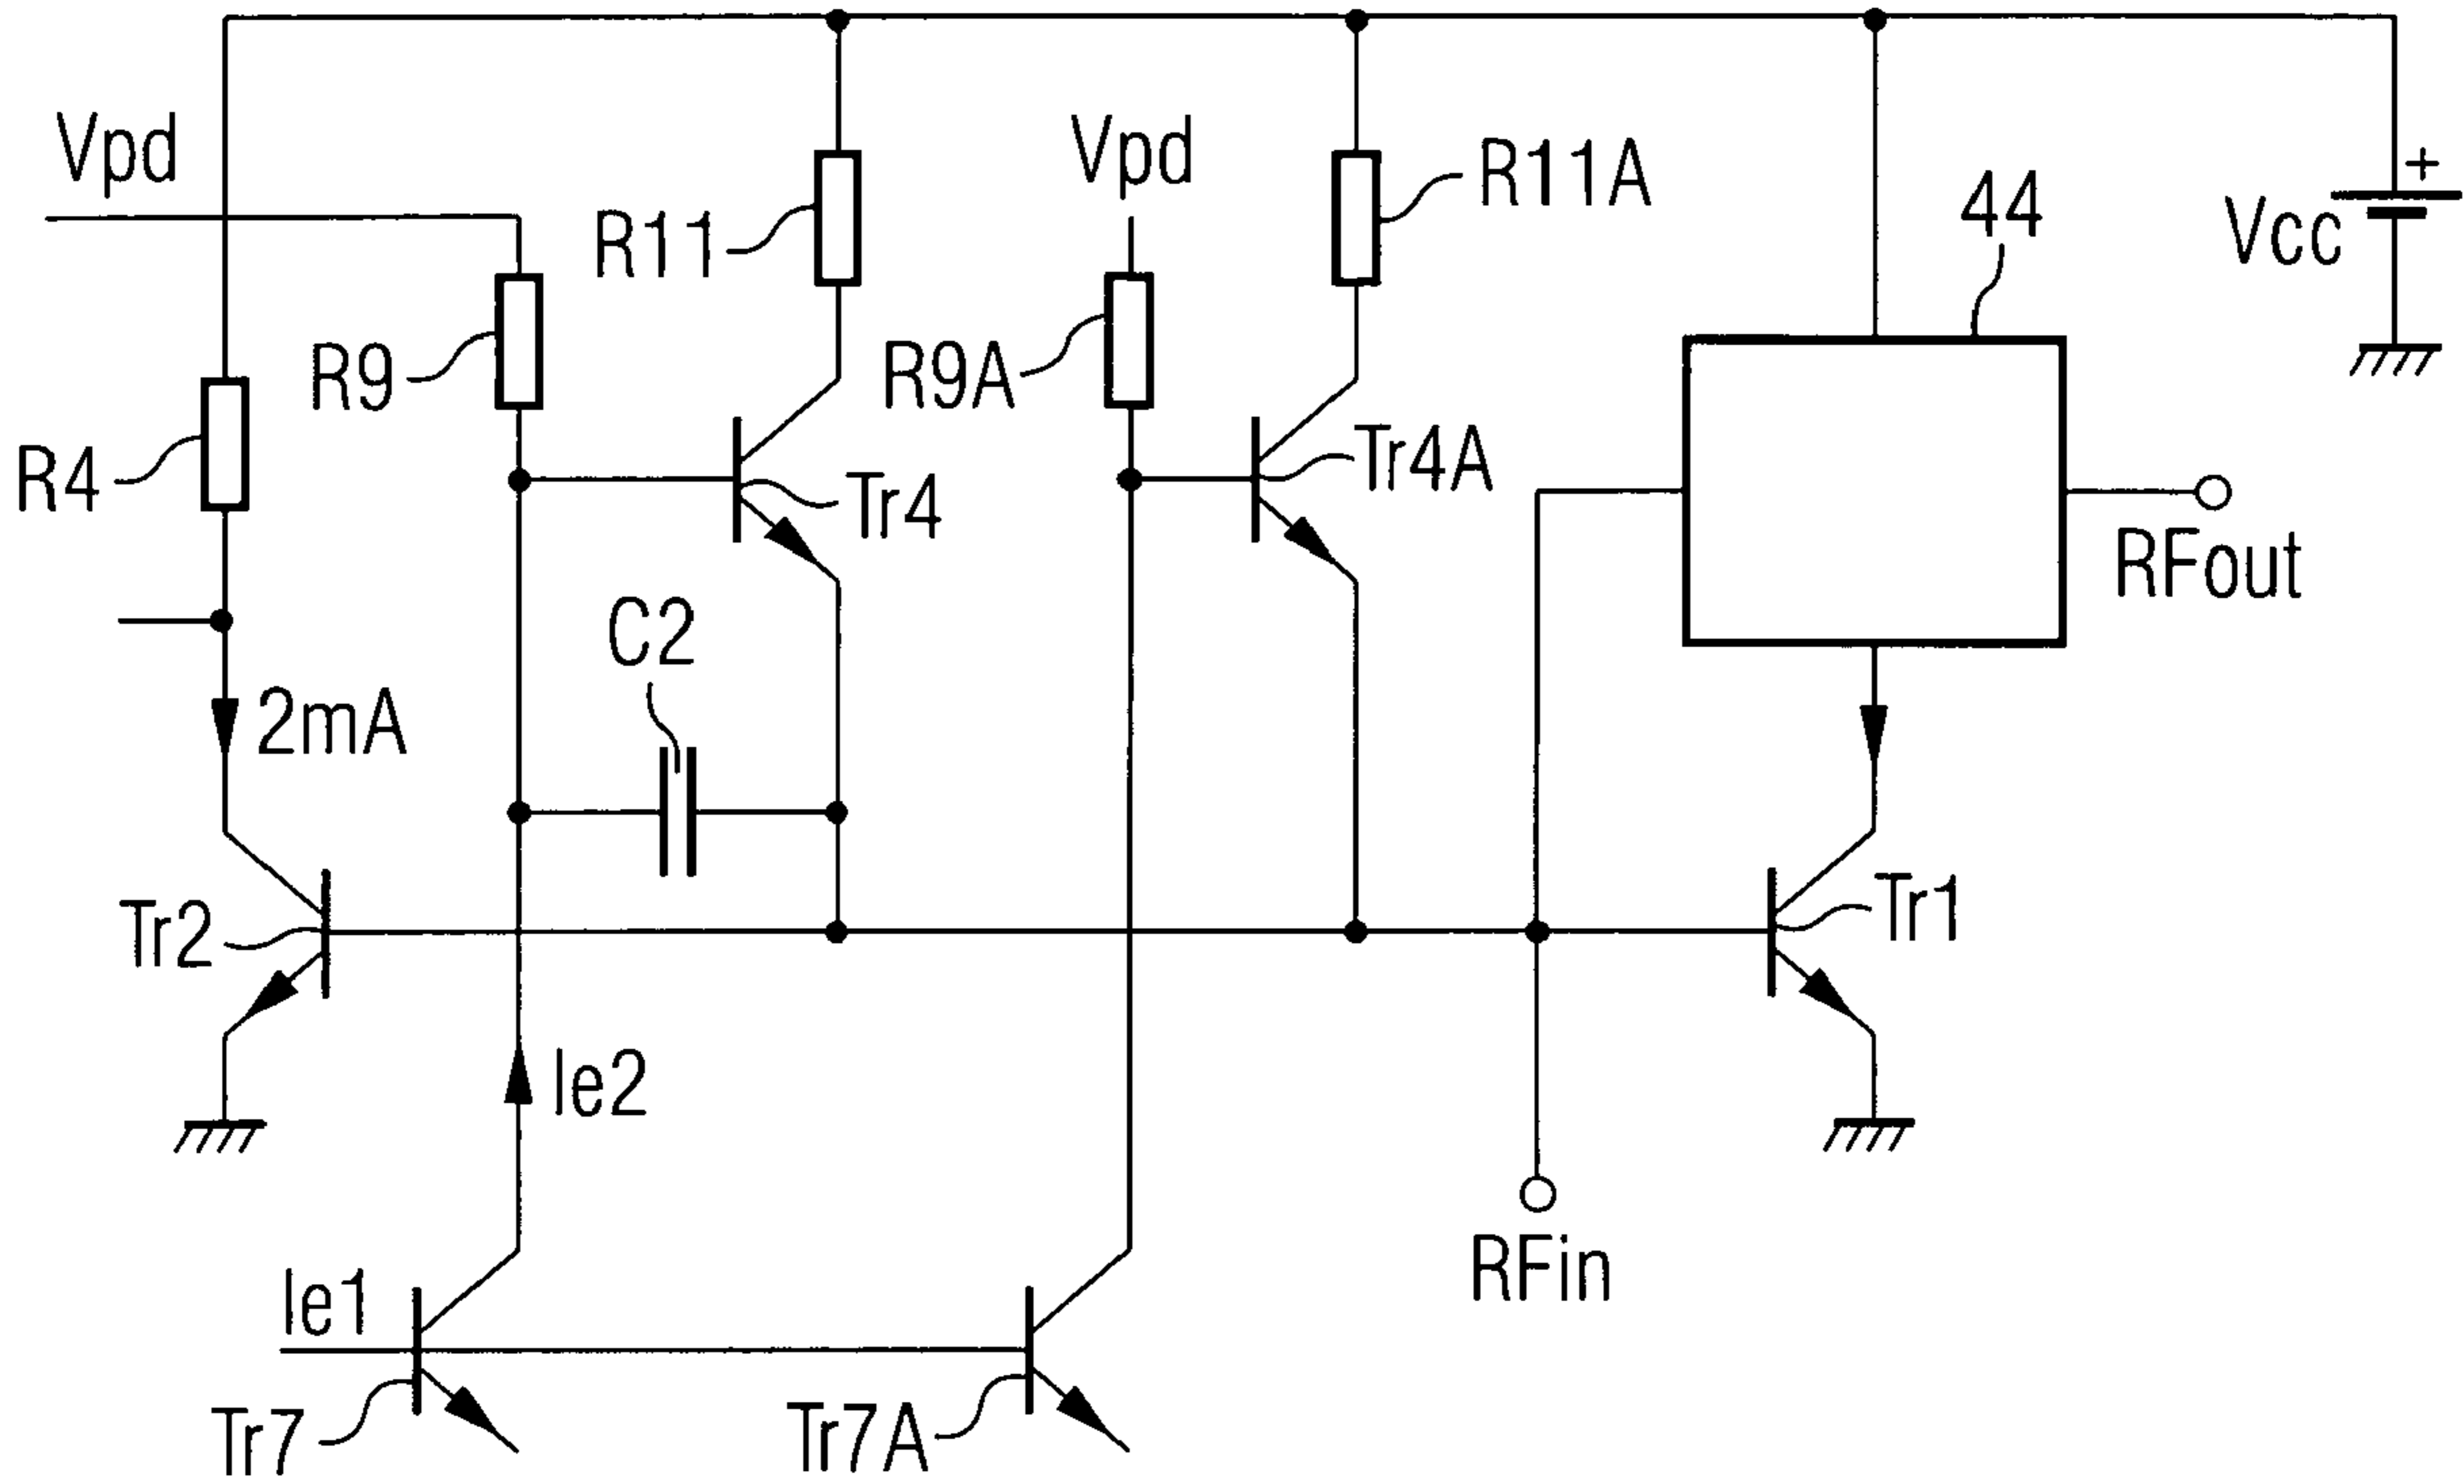 Vpd
Vpd
R11A
+
44
R11
Vcc
R9
R9A
Tr4A
R4
Tr4
RFout
C2
2mA
Tr2
Tr1
Ie2
RFin
Ie1
Tr7
Tr7A